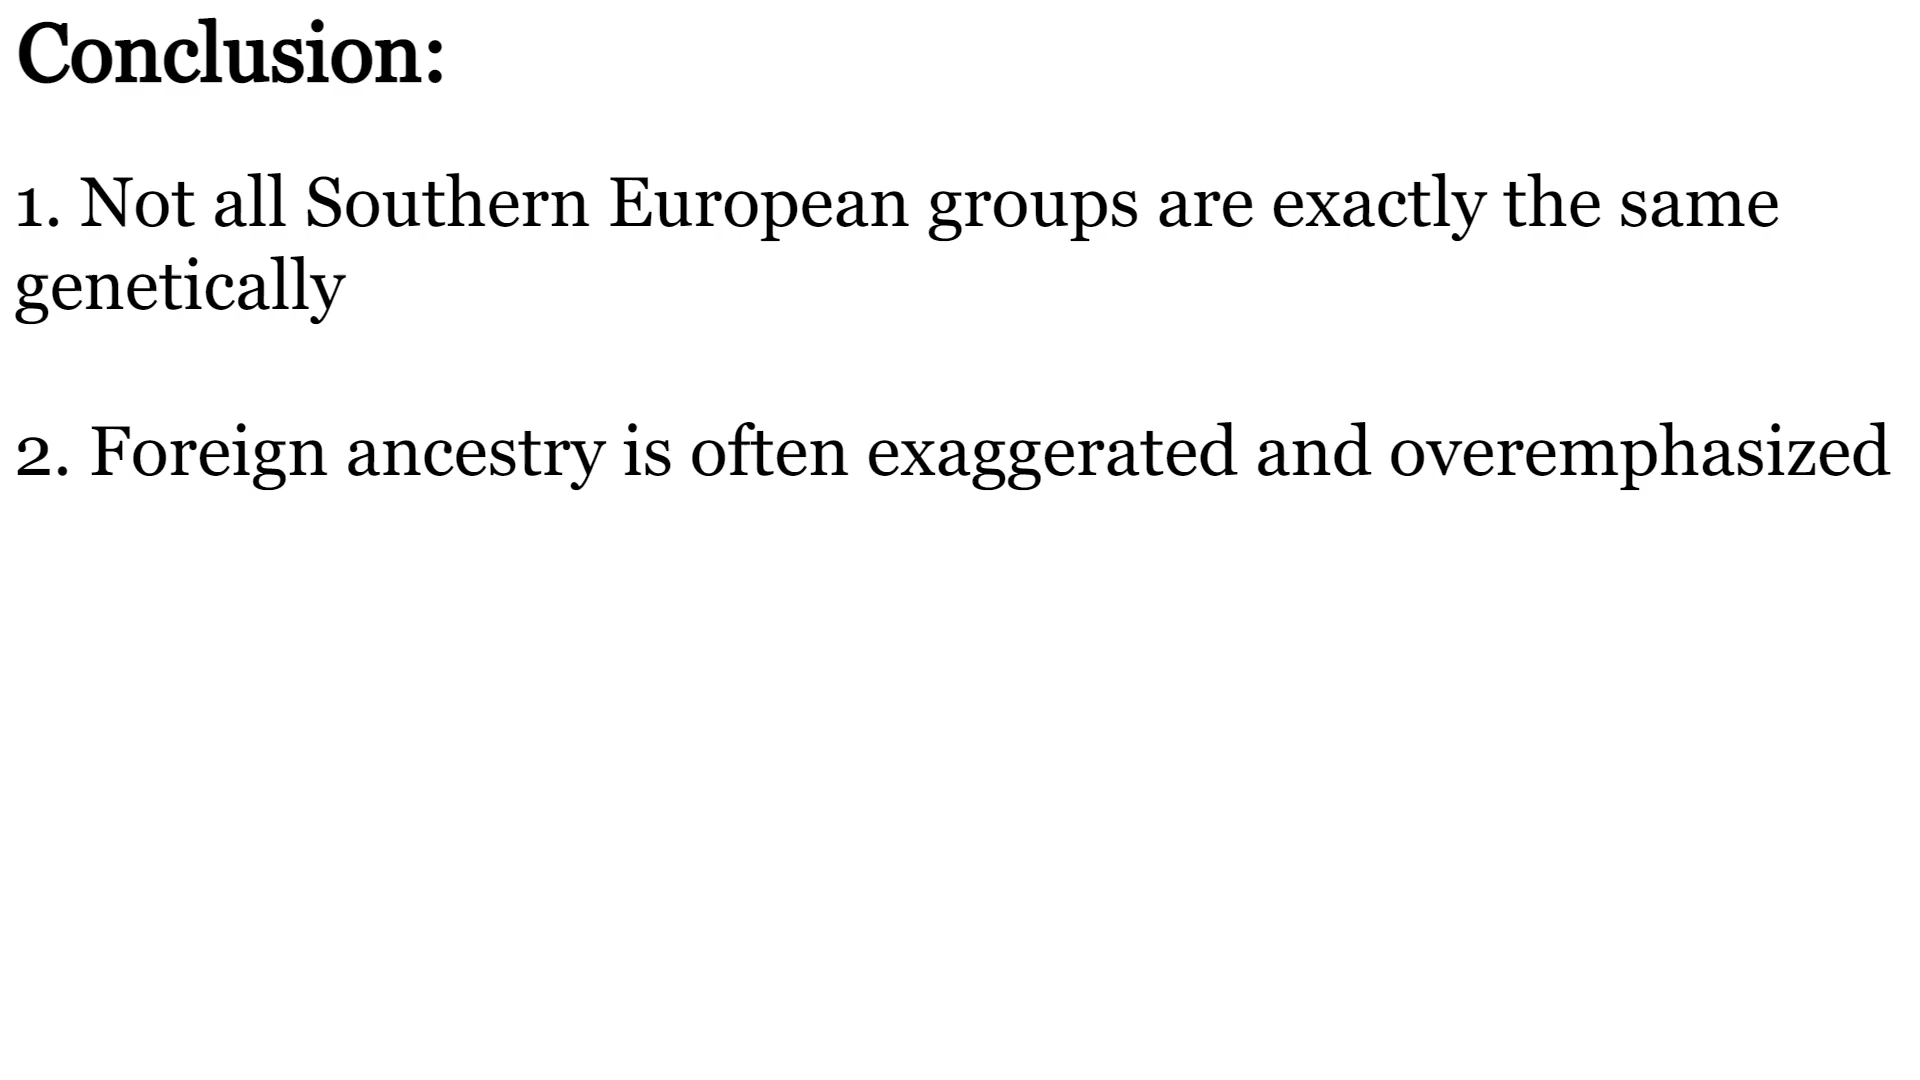 Conclusion:
1. Not all Southern European groups are exactly the same
genetically
2. Foreign ancestry is often exaggerated and overemphasized